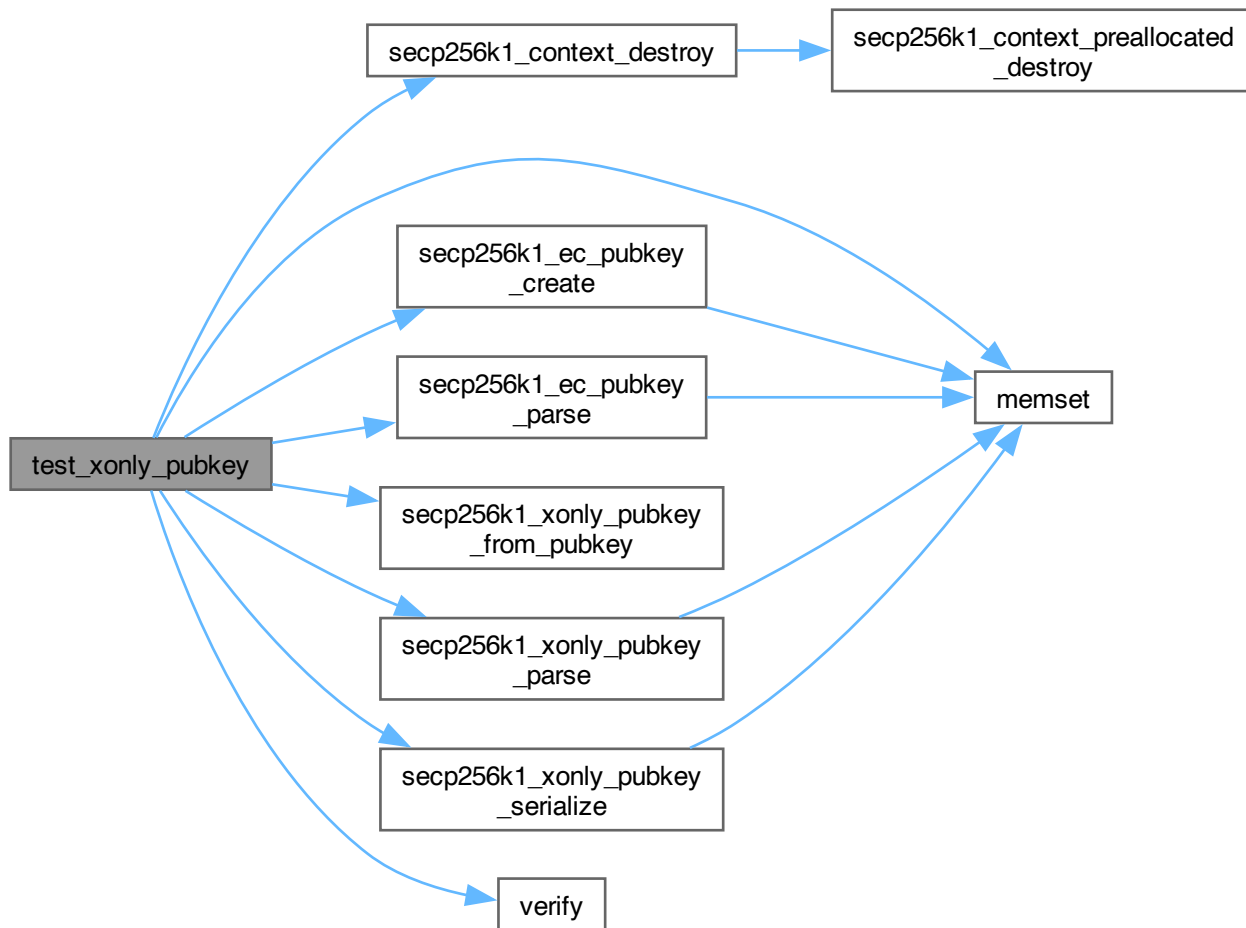 secp256k1_context_destroy
secp256k1_context_preallocated
_destroy
secp256k1_ec_pubkey
_create
secp256k1_ec_pubkey
_parse
memset
test_xonly_pubkey
secp256k1_xonly_pubkey
_from_pubkey
secp256k1_xonly_pubkey
_parse
secp256k1_xonly_pubkey
_serialize
verify